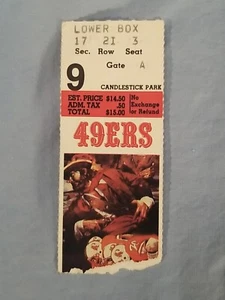 LOWER BOX
17 21 3
Sec. Row Seat
Gate A
9
CANDLESTICK PARK
EST. PRICE $14.50
ADM. TAX .50
TOTAL $15.00
No
Exchange
or Refund
49ERS